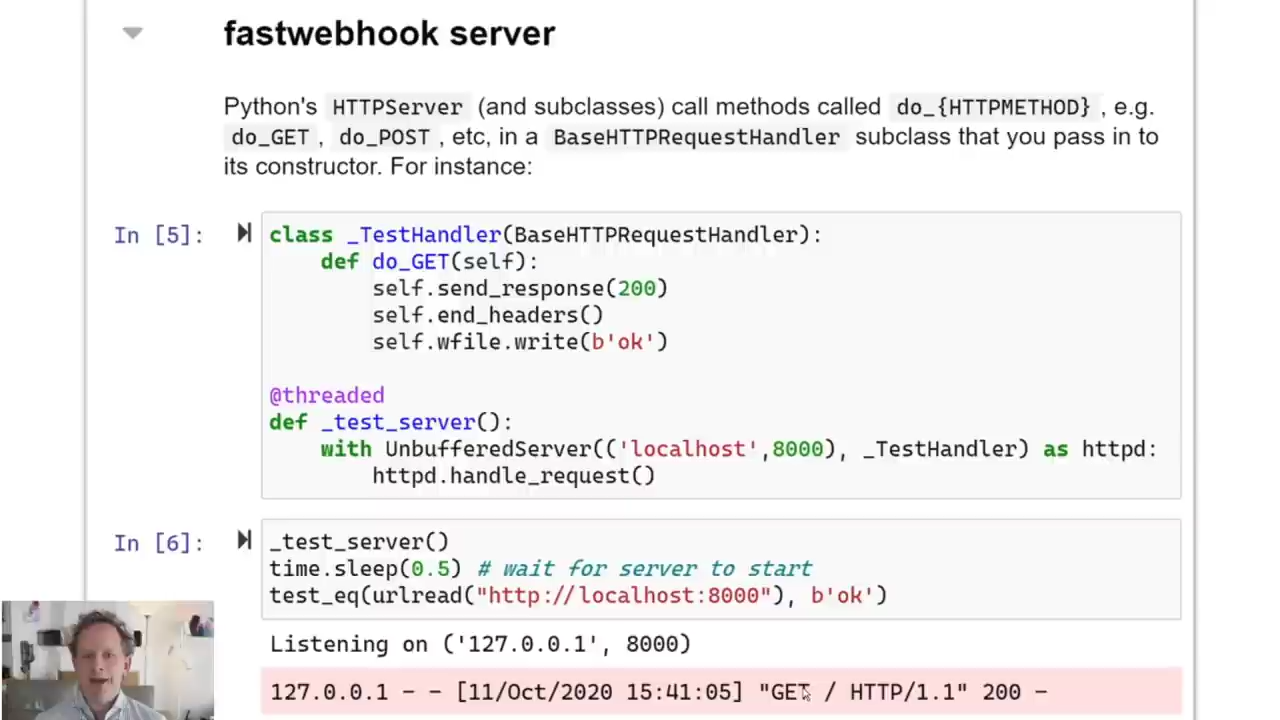 fastwebhook server
Python's HTTPServer (and subclasses) call methods called do_{HTTPMETHOD} , e.g.
do_GET , do_POST , etc, in a BaseHTTPRequestHandler subclass that you pass in to
its constructor. For instance:
In [5]:
class _TestHandler(BaseHTTPRequestHandler):
    def do_GET(self):
        self.send_response(200)
        self.end_headers()
        self.wfile.write(b'ok')
@threaded
def _test_server():
    with UnbufferedServer(('localhost',8000), _TestHandler) as httpd:
        httpd.handle_request()
In [6]:
_test_server()
time.sleep(0.5) # wait for server to start
test_eq(urlread("http://localhost:8000"), b'ok')
Listening on ('127.0.0.1', 8000)
127.0.0.1 - - [11/Oct/2020 15:41:05] "GET / HTTP/1.1" 200 -